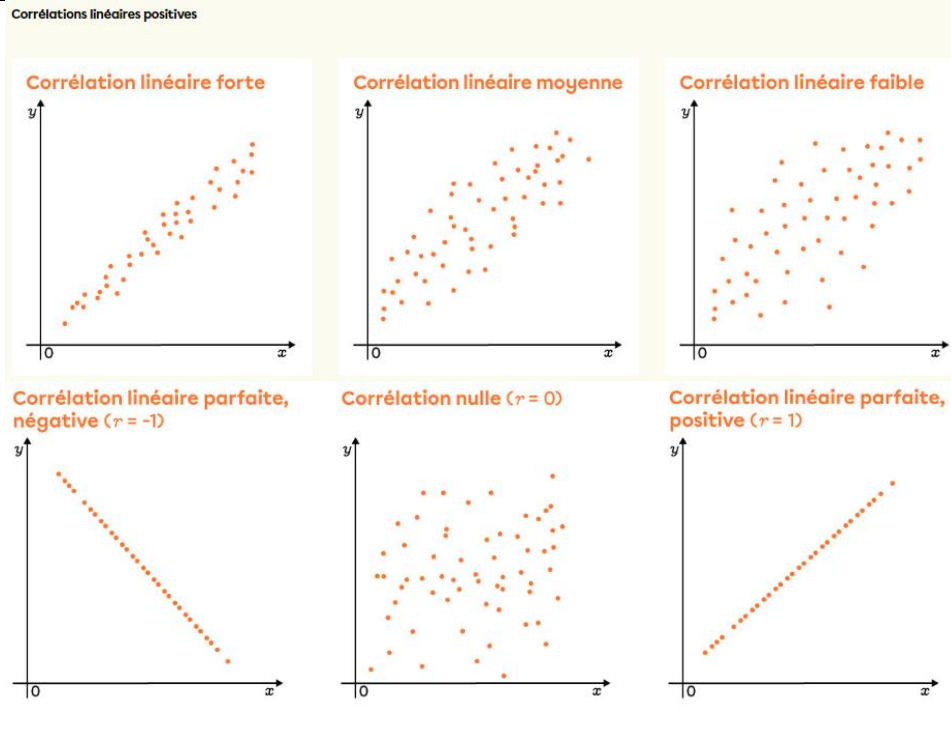 Corrélations linéaires positives
Corrélation linéaire forte
y
0
x
Corrélation linéaire moyenne
y
0
x
Corrélation linéaire faible
y
0
x
Corrélation linéaire parfaite,
négative (r = -1)
y
0
x
Corrélation nulle (r = 0)
y
0
x
Corrélation linéaire parfaite,
positive (r = 1)
y
0
x